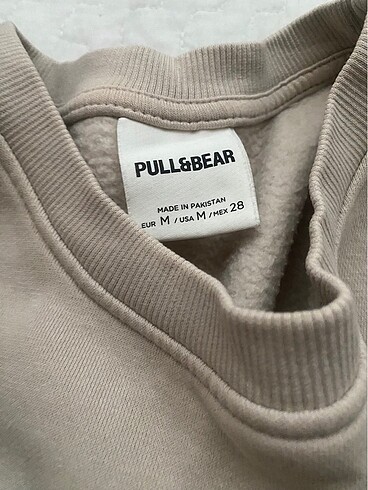 PULL&BEAR
MADE IN PAKISTAN
EUR M / USA M / MEX 28